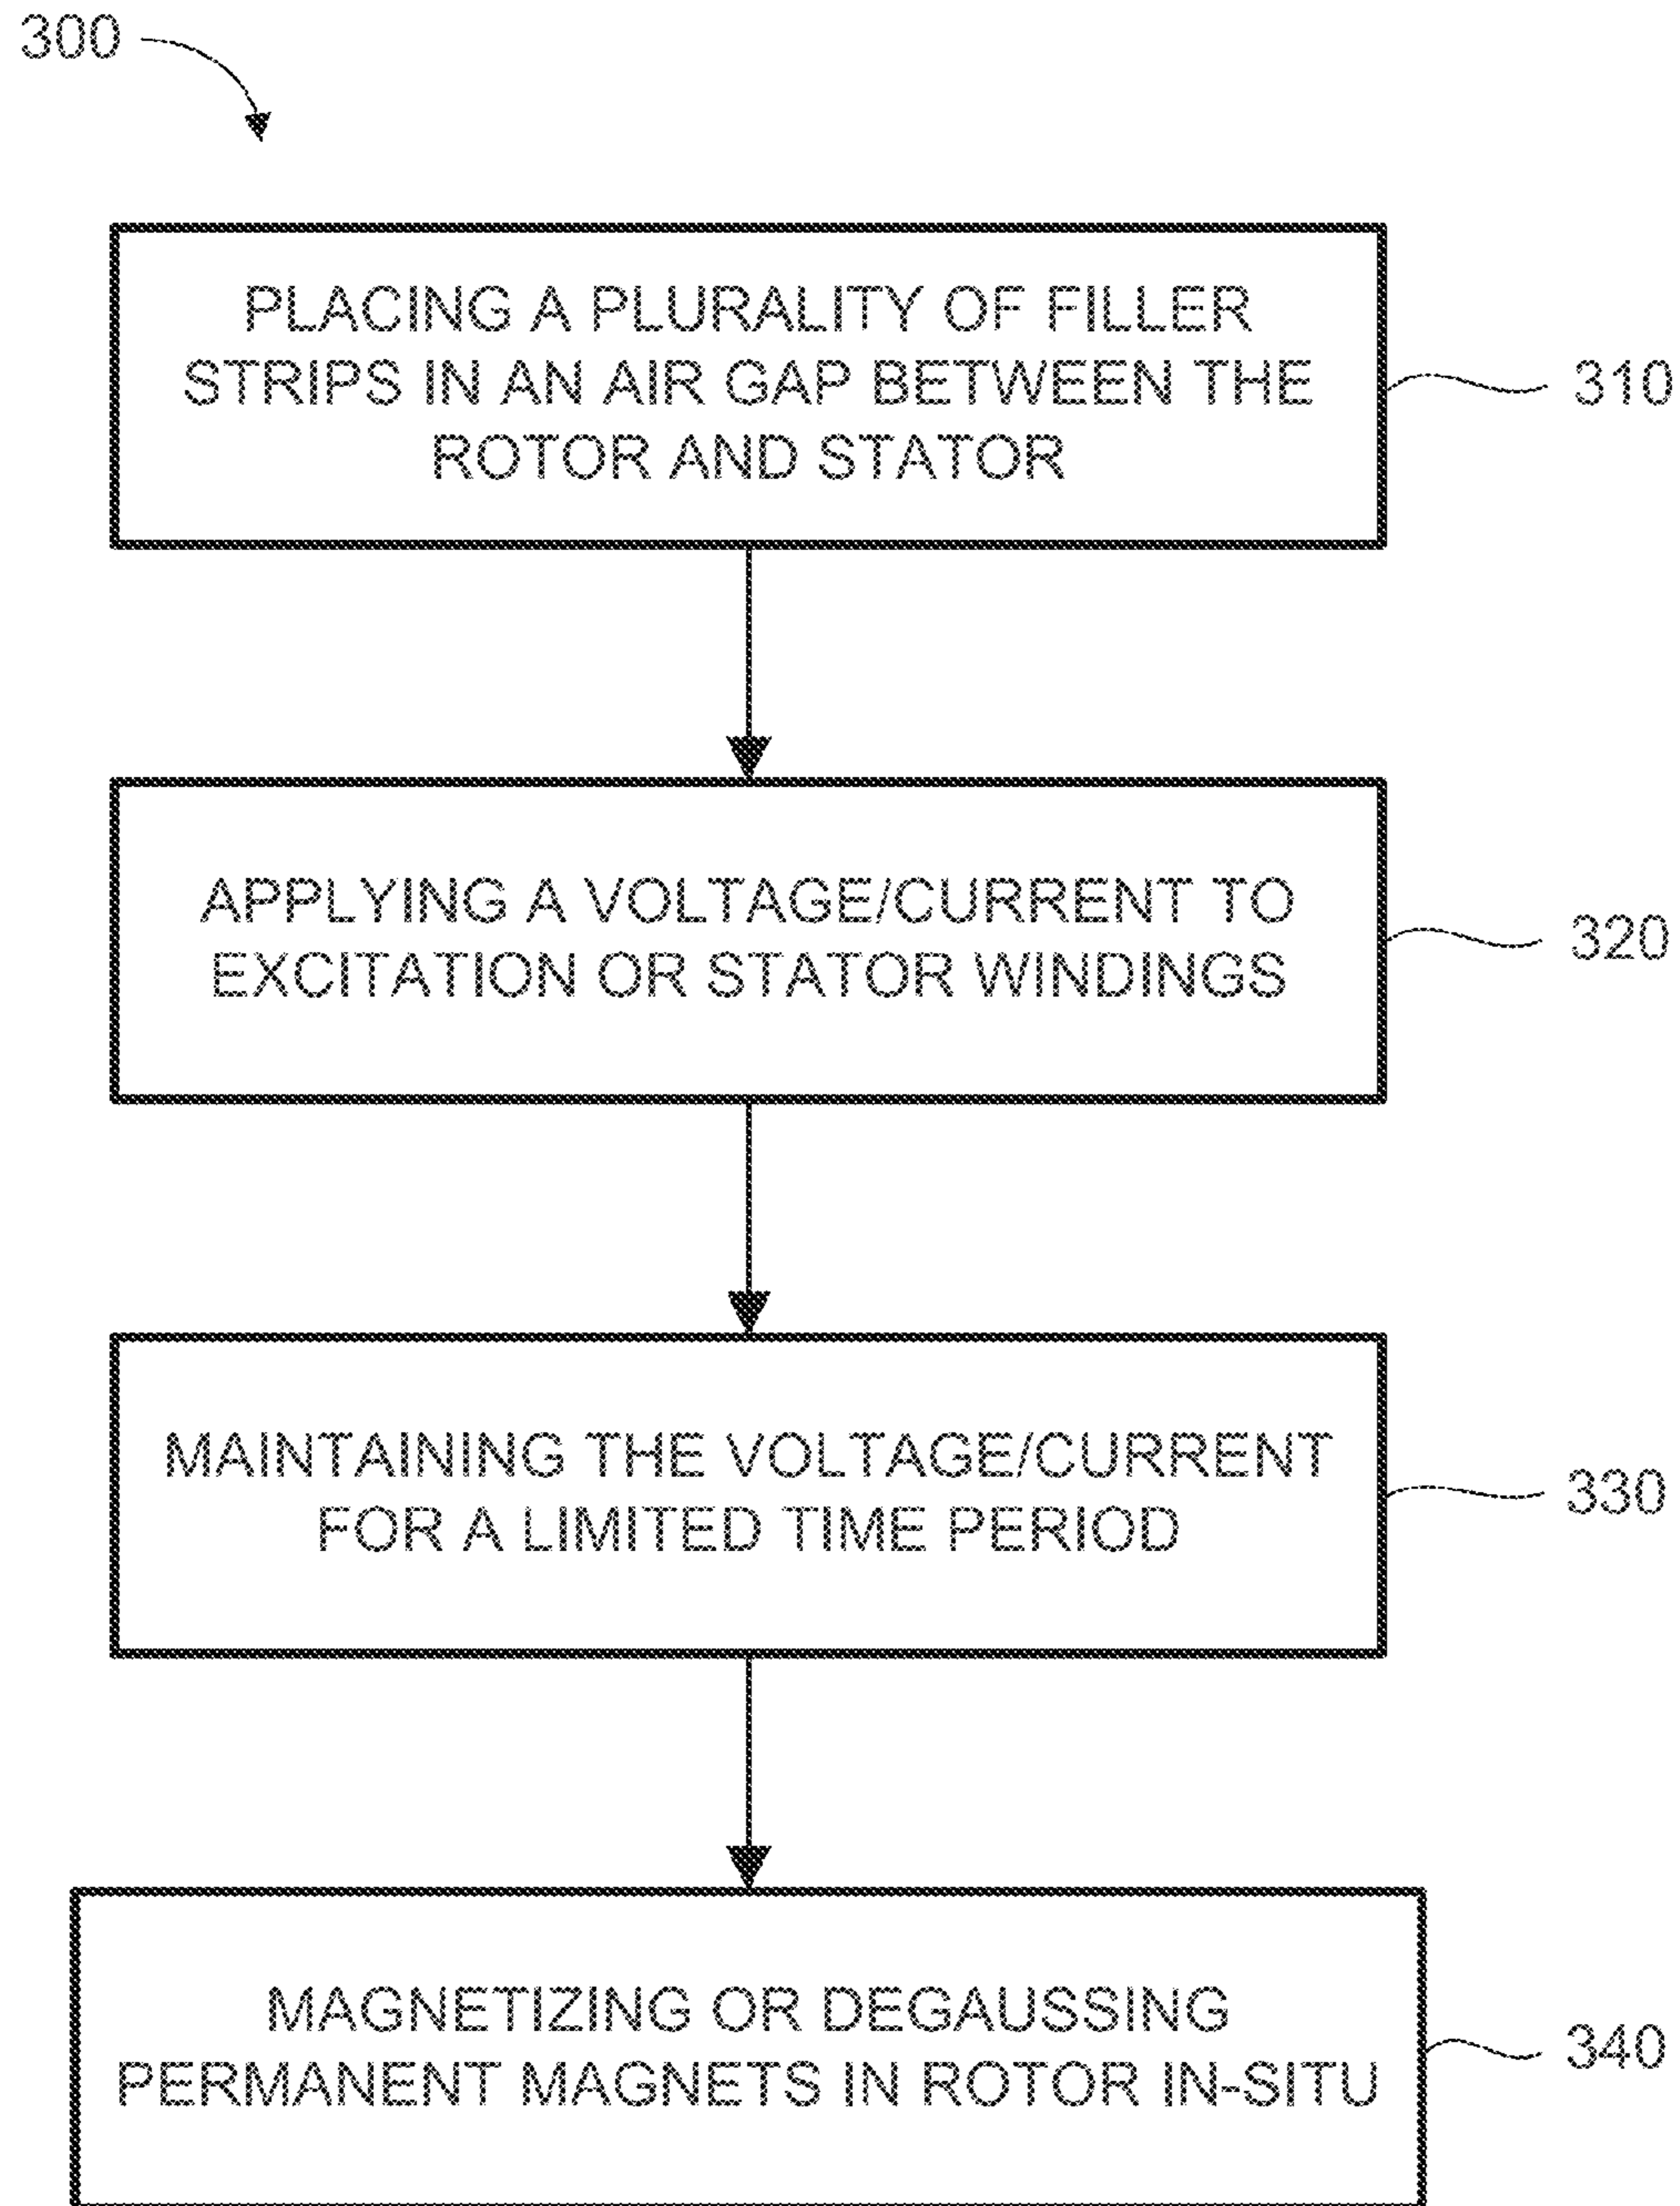 300
PLACING A PLURALITY OF FILLER
STRIPS IN AN AIR GAP BETWEEN THE
ROTOR AND STATOR
310
APPLYING A VOLTAGE/CURRENT TO
EXCITATION OR STATOR WINDINGS
320
MAINTAINING THE VOLTAGE/CURRENT
FOR A LIMITED TIME PERIOD
330
MAGNETIZING OR DEGAUSSING
PERMANENT MAGNETS IN ROTOR IN-SITU
340